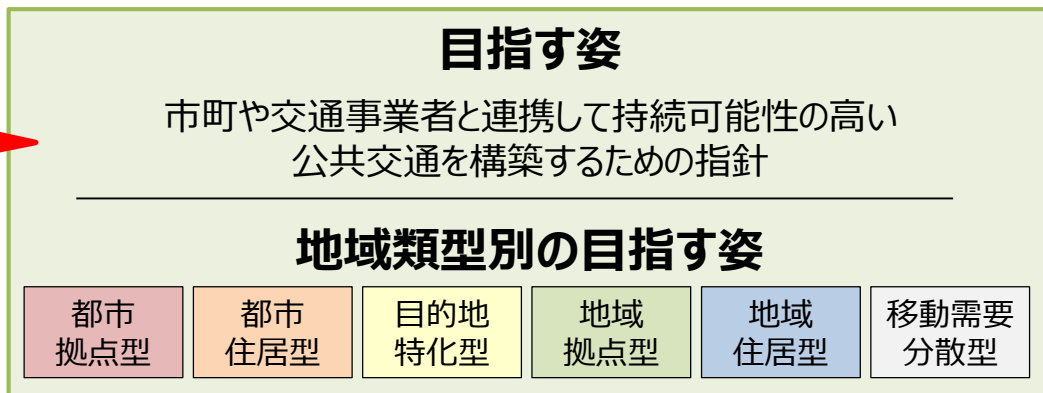 目指す姿
市町や交通事業者と連携して持続可能性の高い
公共交通を構築するための指針
地域類型別の目指す姿
都市
拠点型
都市
住居型
目的地
特化型
地域
拠点型
地域
住居型
移動需要
分散型